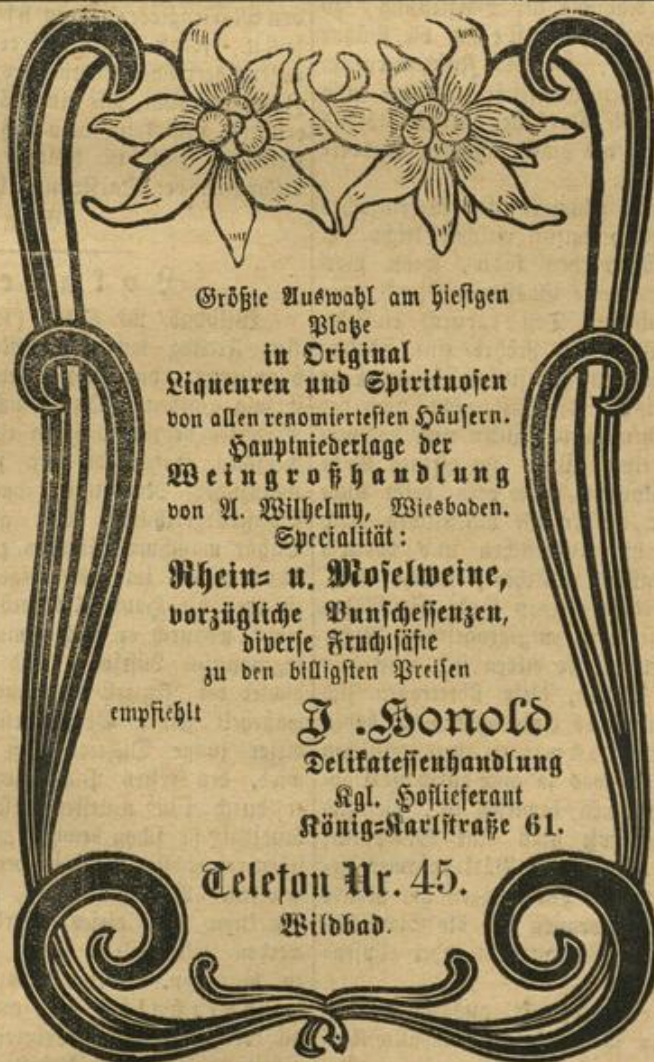 Größte Auswahl am hiesigen
Platze
in Original
Liqueuren und Spirituosen
von allen renomiertesten Häusern.
Hauptniederlage der
Weingroßhandlung
von A. Wilhelmy, Wiesbaden.
Specialität:
Rhein- u. Moselweine,
vorzügliche Punschessenzen,
diverse Fruchtsäfte
zu den billigsten Preisen
empfiehlt J. Honold
Delikatessenhandlung
Kgl. Hoflieferant
König-Karlstraße 61.
Telefon Nr. 45.
Wildbad.